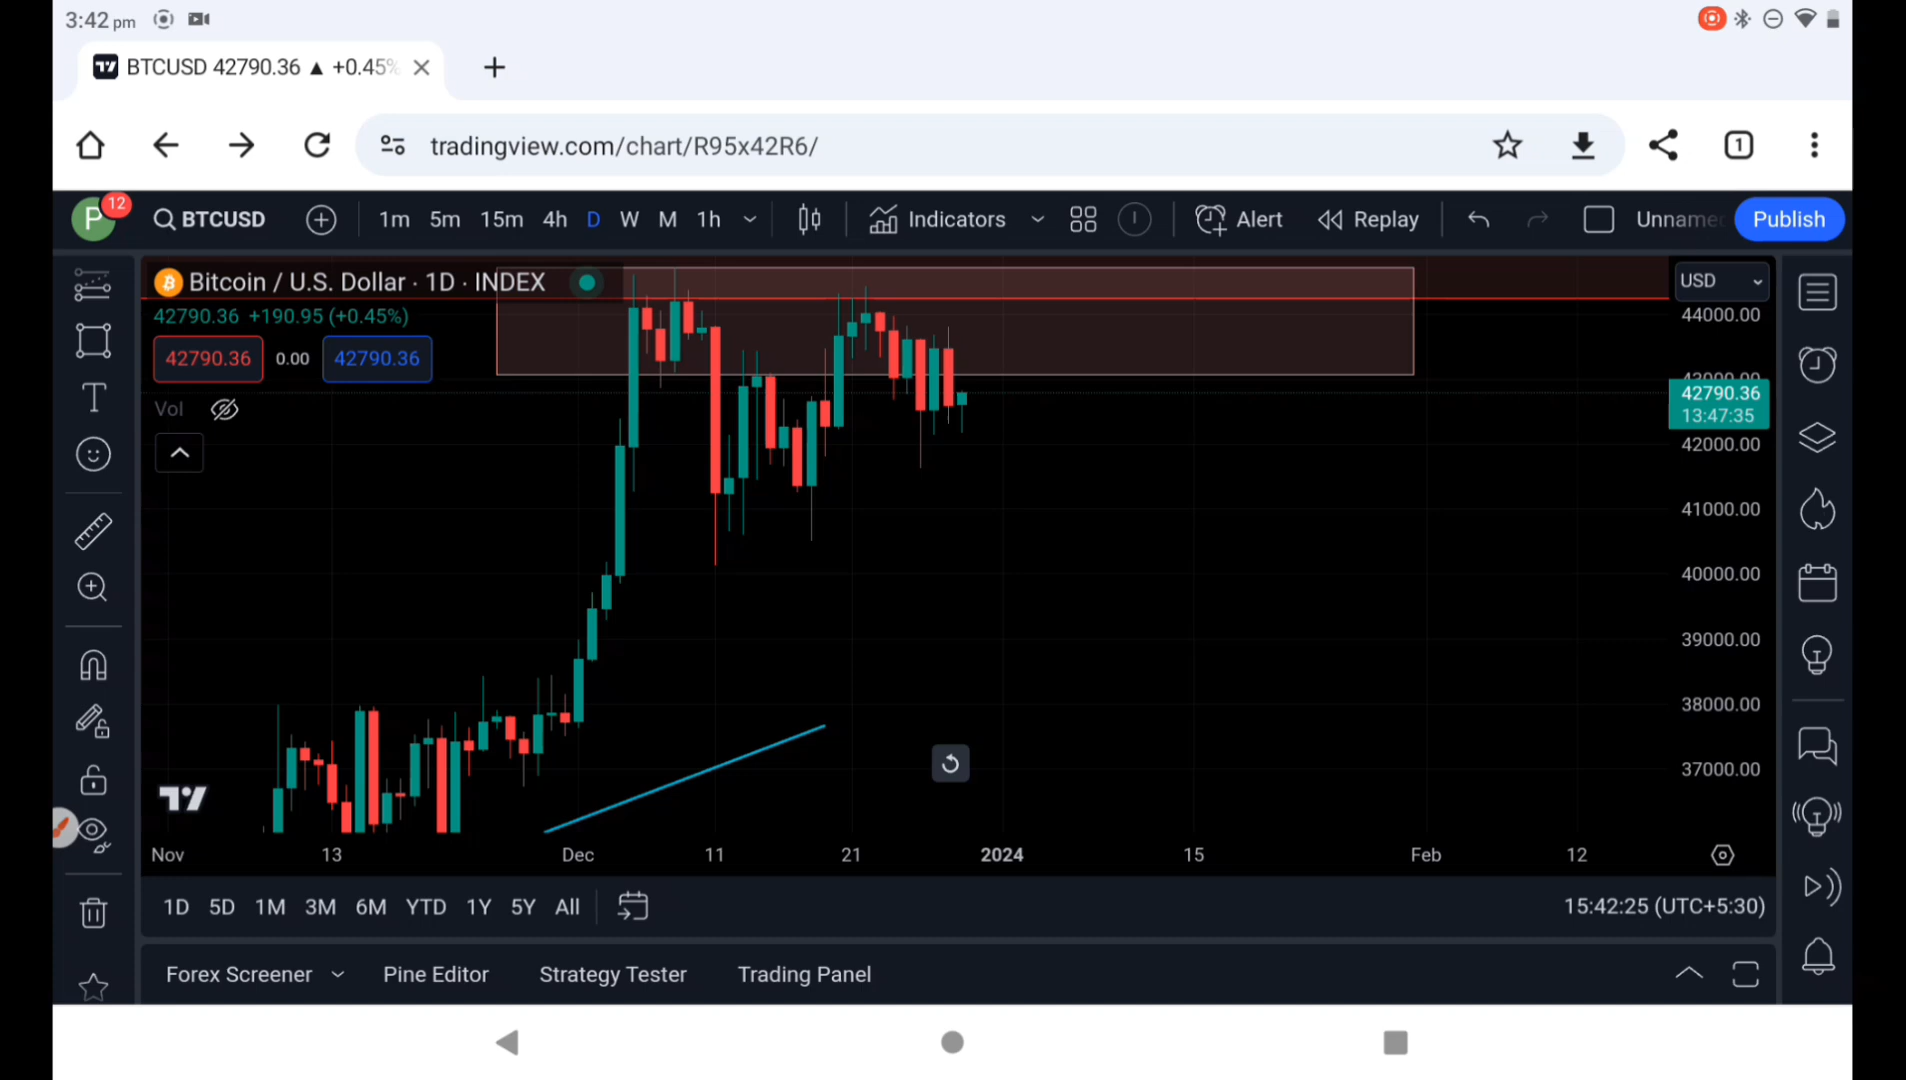 3:42 pm
BTCUSD 42790.36 ▲ +0.45%
tradingview.com/chart/R95x42R6/
1
P
12
BTCUSD
1m 5m 15m 4h D W M 1h
Indicators
Alert
Replay
Unname
Publish
Bitcoin / U.S. Dollar · 1D · INDEX
USD
42790.36 +190.95 (+0.45%)
44000.00
42790.36 0.00 42790.36
43000.00
42790.36
13:47:35
Vol
42000.00
41000.00
40000.00
39000.00
38000.00
37000.00
Nov 13 Dec 11 21 2024 15 Feb 12
1D 5D 1M 3M 6M YTD 1Y 5Y All
15:42:25 (UTC+5:30)
Forex Screener Pine Editor Strategy Tester Trading Panel